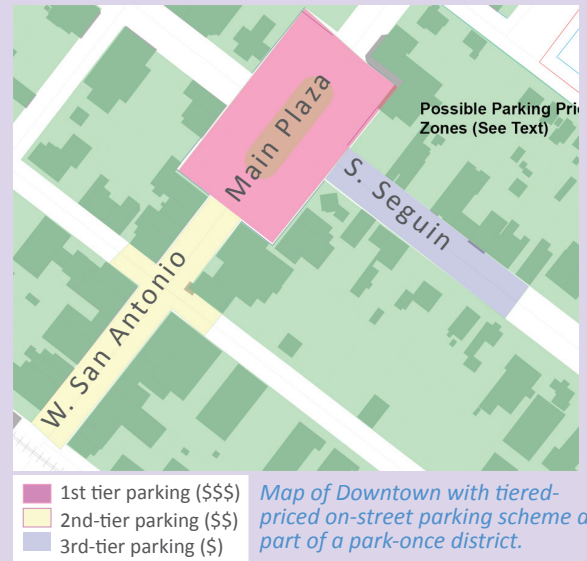 Main Plaza
Possible Parking Pri
Zones (See Text)
S. Seguin
W. San Antonio
1st tier parking ($$$)
2nd-tier parking ($$)
3rd-tier parking ($)
Map of Downtown with tiered-
priced on-street parking scheme a
part of a park-once district.